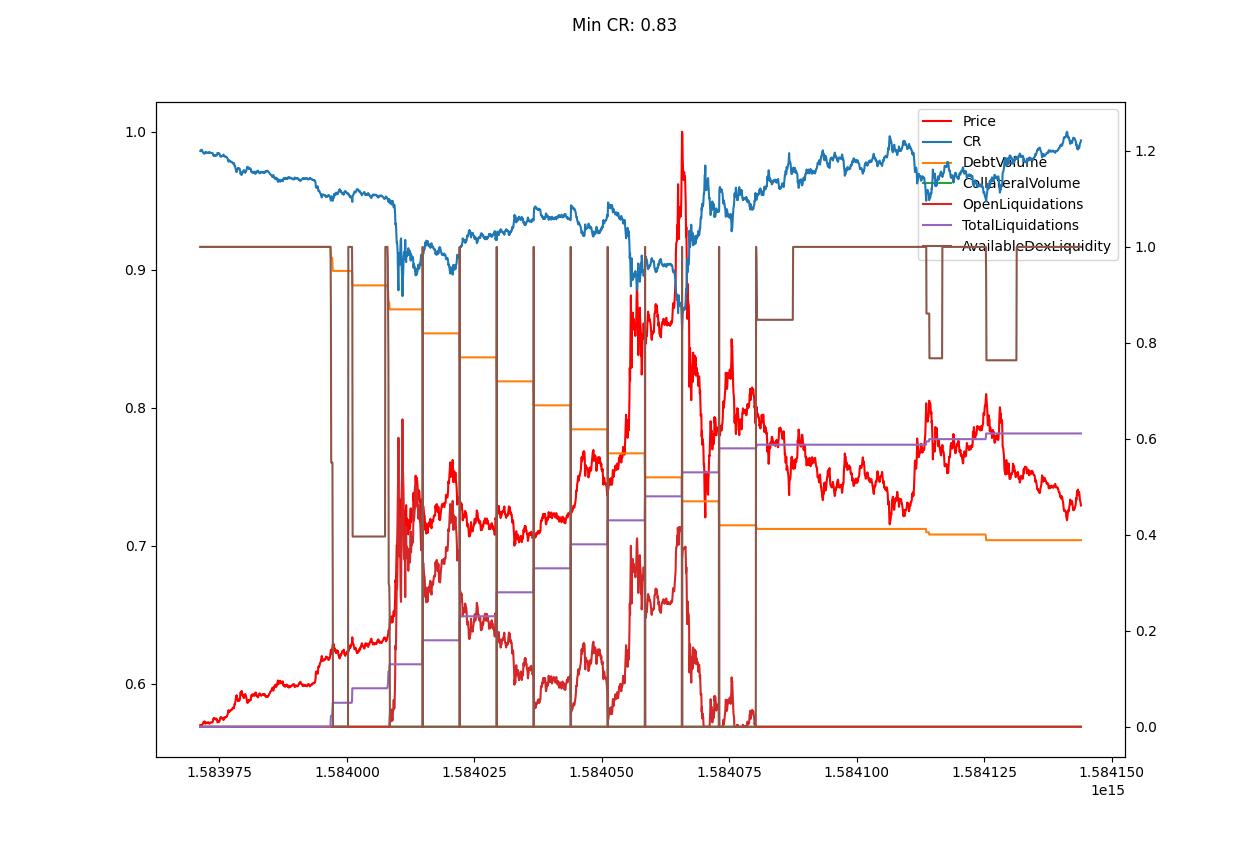 Min CR: 0.83
Price
CR
DebtVolume
CollateralVolume
OpenLiquidations
TotalLiquidations
AvailableDexLiquidity
1.0
0.9
0.8
0.7
0.6
1.2
1.0
0.8
0.6
0.4
0.2
0.0
1.583975 1.584000 1.584025 1.584050 1.584075 1.584100 1.584125 1.584150
1e15